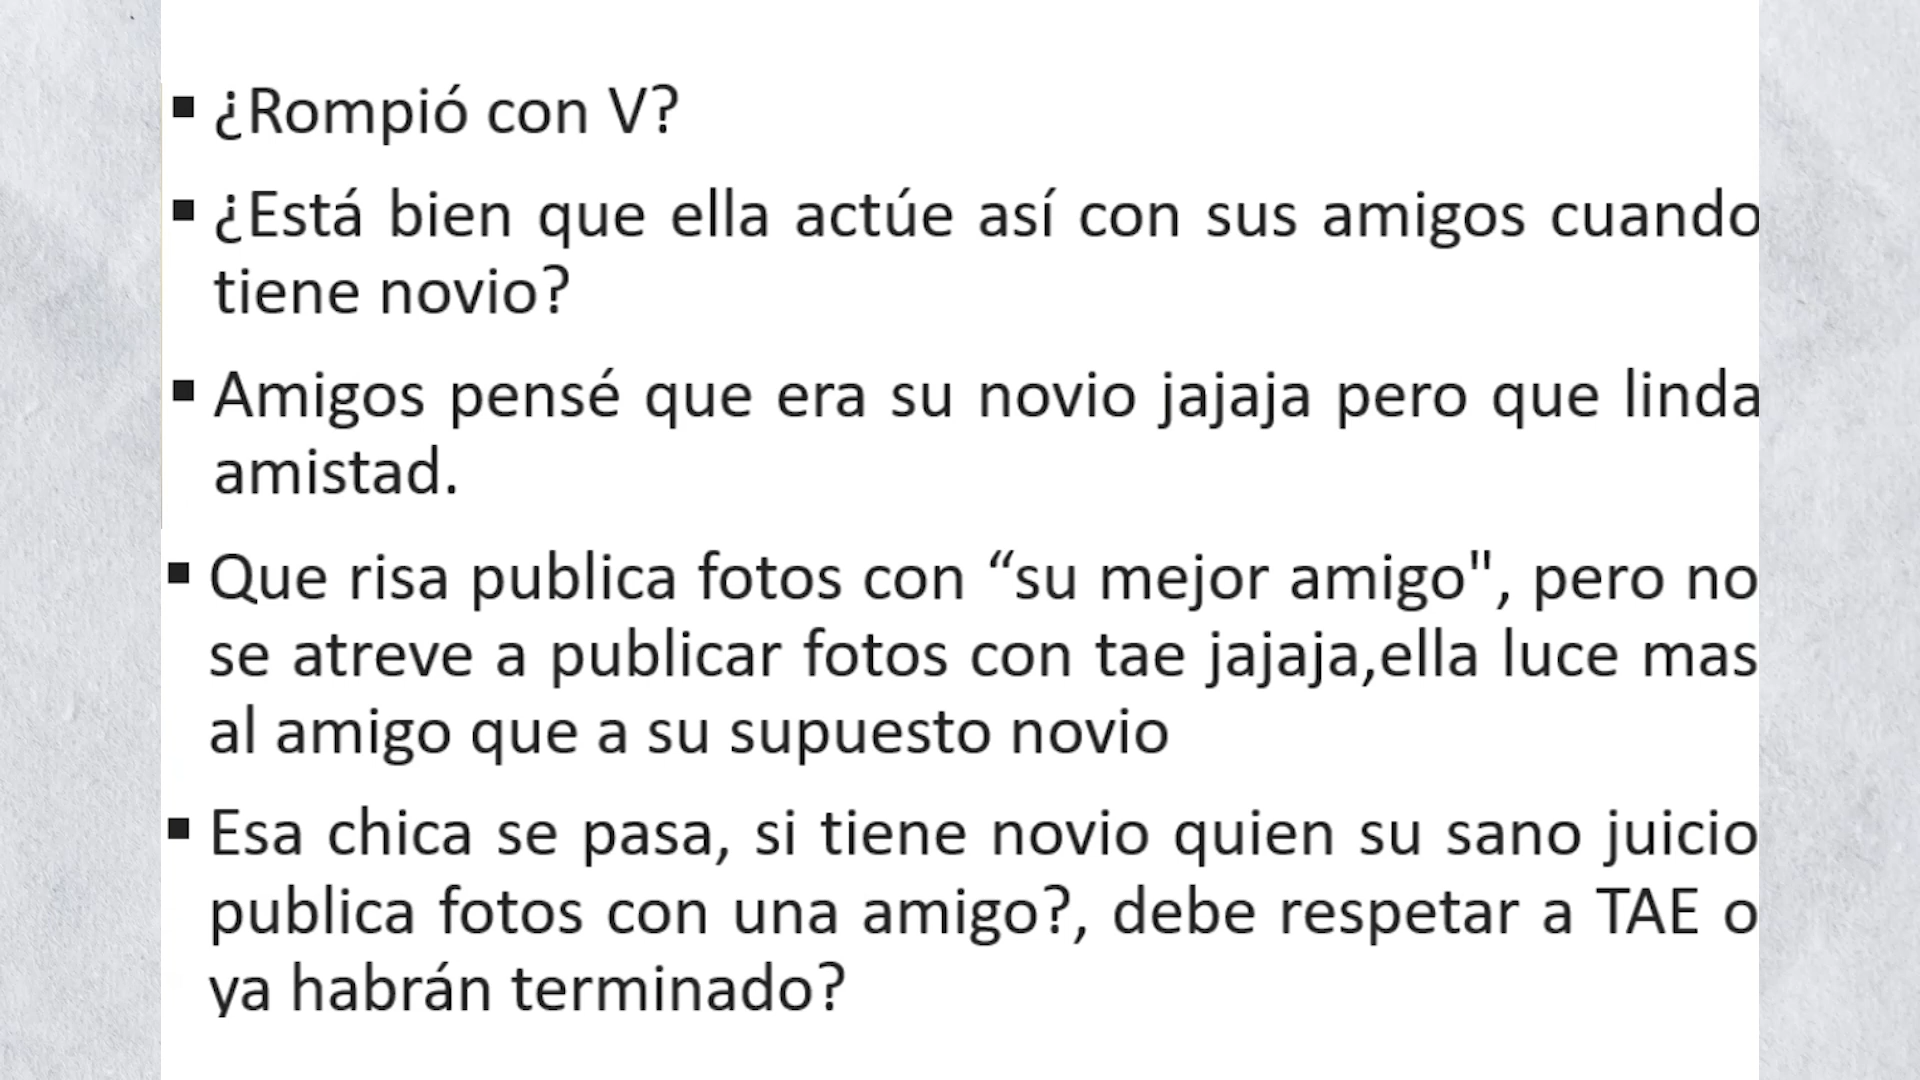 ▪ ¿Rompió con V?
▪ ¿Está bien que ella actúe así con sus amigos cuando
tiene novio?
▪ Amigos pensé que era su novio jajaja pero que linda
amistad.
▪ Que risa publica fotos con “su mejor amigo", pero no
se atreve a publicar fotos con tae jajaja,ella luce mas
al amigo que a su supuesto novio
▪ Esa chica se pasa, si tiene novio quien su sano juicio
publica fotos con una amigo?, debe respetar a TAE o
ya habrán terminado?